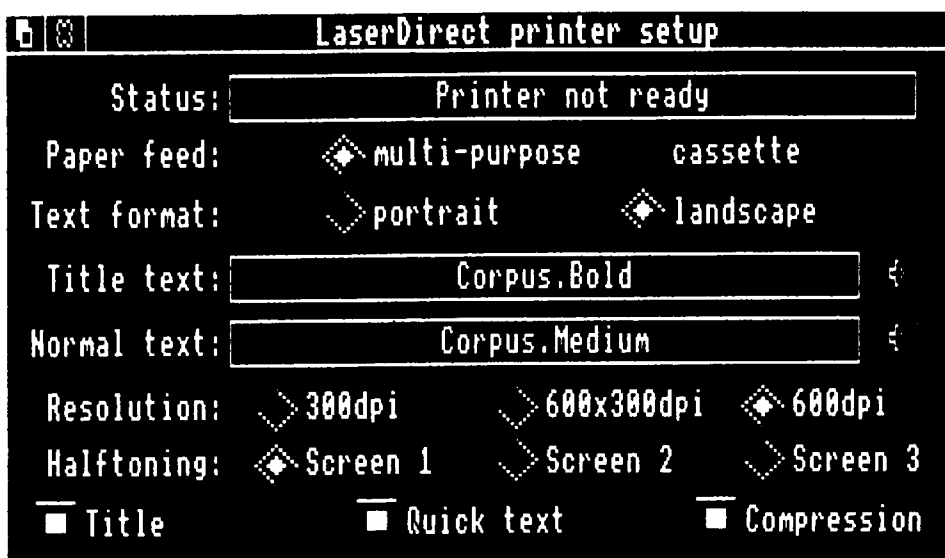 LaserDirect printer setup
Status: Printer not ready
Paper feed: multi-purpose cassette
Text format: portrait landscape
Title text: Corpus.Bold
Normal text: Corpus.Medium
Resolution: 300dpi 600x300dpi 600dpi
Halftoning: Screen 1 Screen 2 Screen 3
Title Quick text Compression